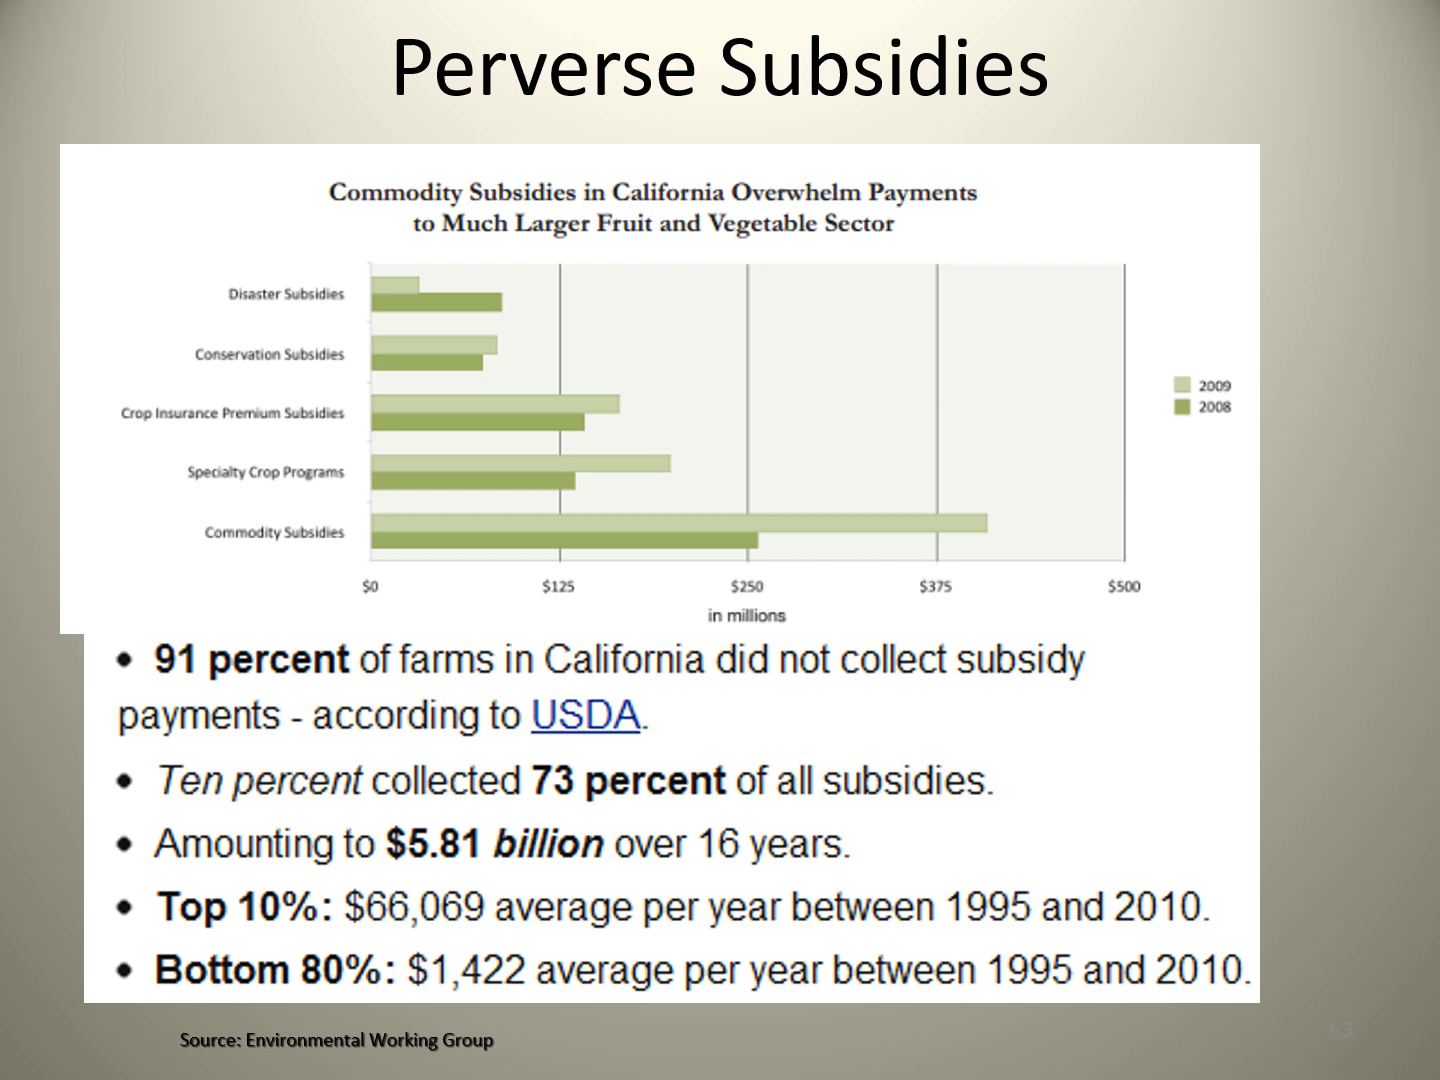 Perverse Subsidies
Commodity Subsidies in California Overwhelm Payments
to Much Larger Fruit and Vegetable Sector
Disaster Subsidies
Conservation Subsidies
Crop Insurance Premium Subsidies
Specialty Crop Programs
Commodity Subsidies
2009
2008
$0 $125 $250 $375 $500
in millions
• 91 percent of farms in California did not collect subsidy
payments - according to USDA.
• Ten percent collected 73 percent of all subsidies.
• Amounting to $5.81 billion over 16 years.
• Top 10%: $66,069 average per year between 1995 and 2010.
• Bottom 80%: $1,422 average per year between 1995 and 2010.
Source: Environmental Working Group
63